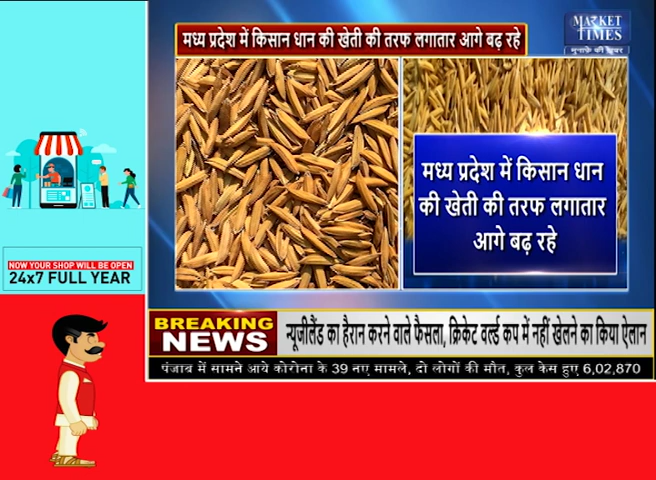 मध्य प्रदेश में किसान धान की खेती की तरफ लगातार आगे बढ़ रहे
MARKET
TIMES
मुनाफे की खबर
मध्य प्रदेश में किसान धान
की खेती की तरफ लगातार
आगे बढ़ रहे
NOW YOUR SHOP WILL BE OPEN
24x7 FULL YEAR
BREAKING
NEWS
न्यूजीलैंड का हैरान करने वाले फैसला, क्रिकेट वर्ल्ड कप में नहीं खेलने का किया ऐलान
पंजाब में सामने आये कोरोना के 39 नए मामले, दो लोगों की मौत, कुल केस हुए 6,02,870